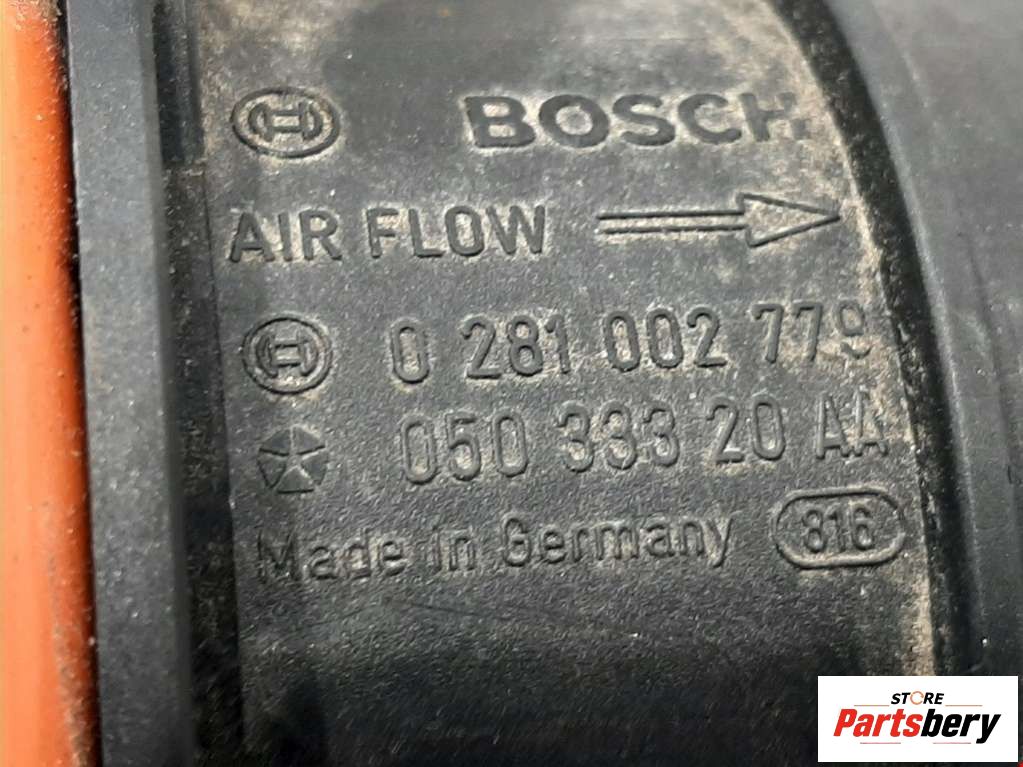 BOSCH
AIR FLOW
0 281 002 779
050 333 20 AA
Made in Germany 816
STORE
Partsbery